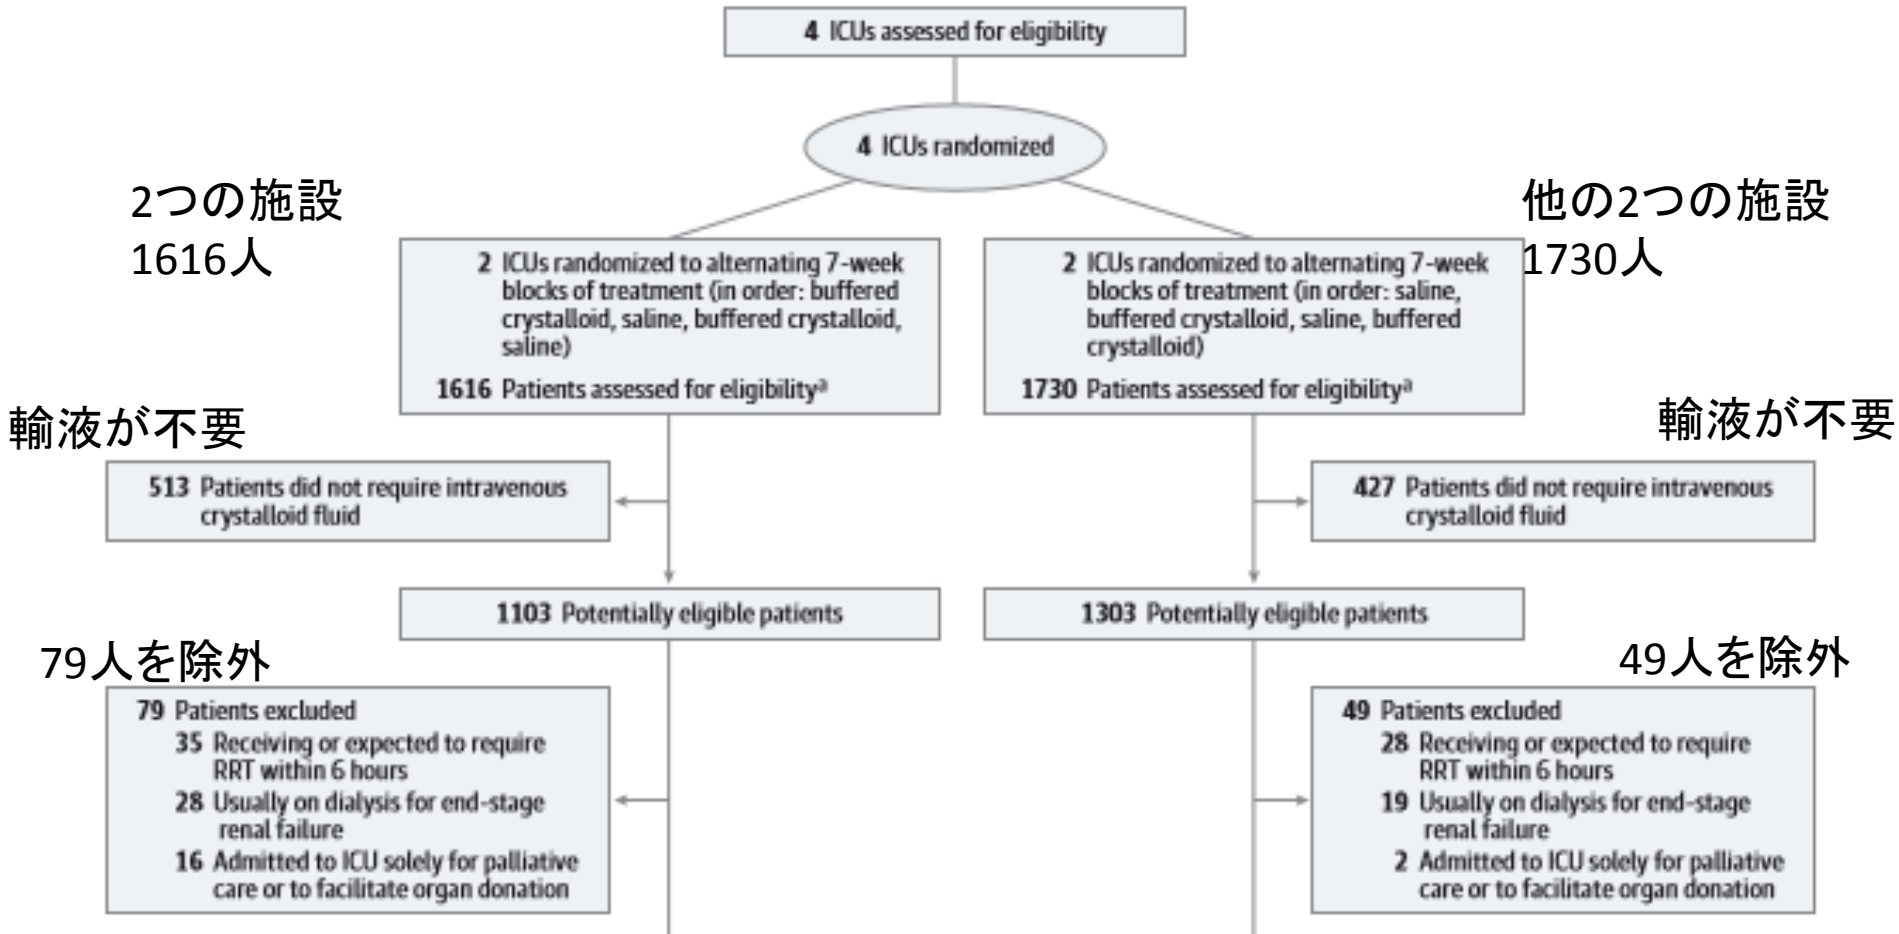 4 ICUs assessed for eligibility
4 ICUs randomized
2つの施設
1616人
他の2つの施設
1730人
2 ICUs randomized to alternating 7-week
blocks of treatment (in order: buffered
crystalloid, saline, buffered crystalloid,
saline)
1616 Patients assessed for eligibilityᵃ
2 ICUs randomized to alternating 7-week
blocks of treatment (in order: saline,
buffered crystalloid, saline, buffered
crystalloid)
1730 Patients assessed for eligibilityᵃ
輸液が不要
輸液が不要
513 Patients did not require intravenous
crystalloid fluid
427 Patients did not require intravenous
crystalloid fluid
1103 Potentially eligible patients
1303 Potentially eligible patients
79人を除外
49人を除外
79 Patients excluded
35 Receiving or expected to require
RRT within 6 hours
28 Usually on dialysis for end-stage
renal failure
16 Admitted to ICU solely for palliative
care or to facilitate organ donation
49 Patients excluded
28 Receiving or expected to require
RRT within 6 hours
19 Usually on dialysis for end-stage
renal failure
2 Admitted to ICU solely for palliative
care or to facilitate organ donation